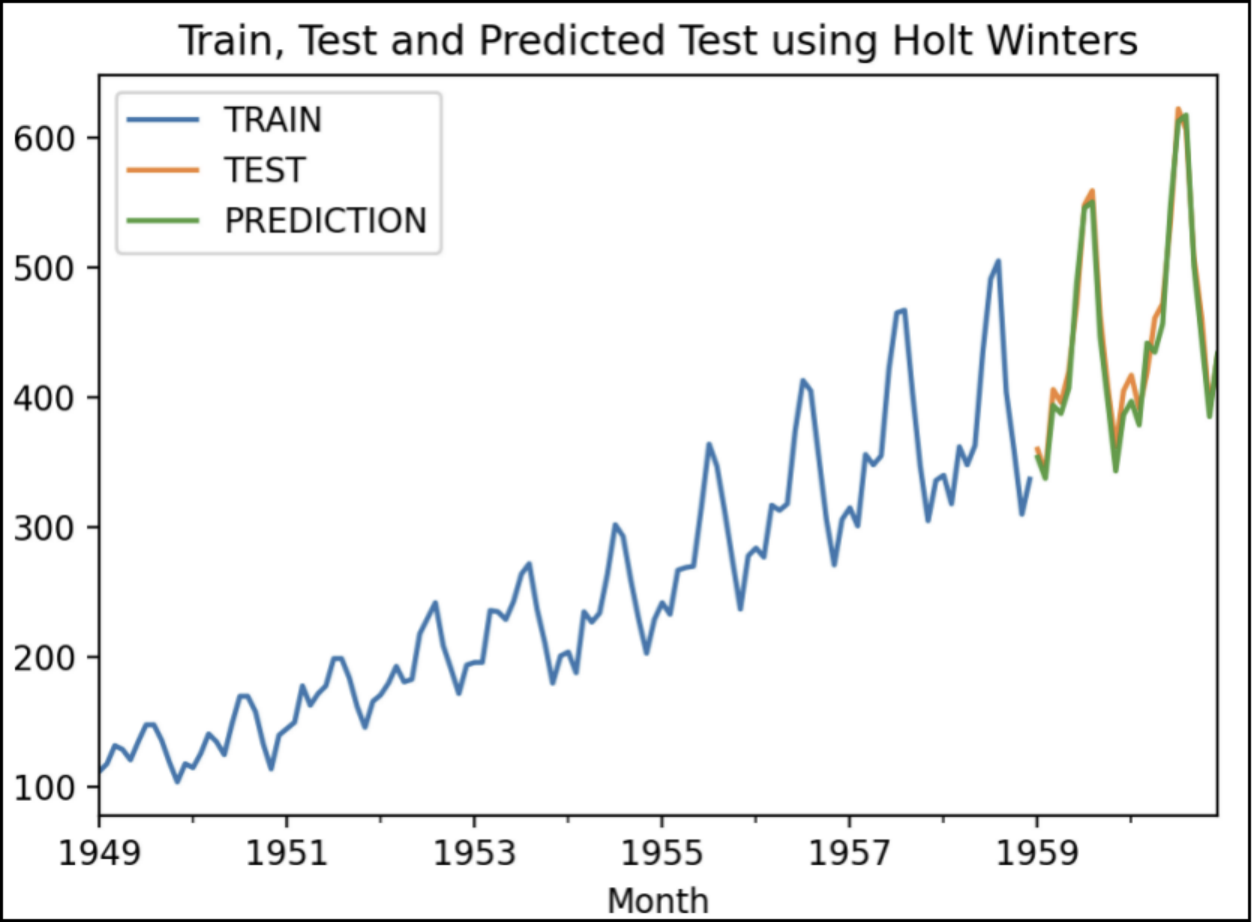 Train, Test and Predicted Test using Holt Winters
TRAIN
TEST
PREDICTION
600
500
400
300
200
100
1949 1951 1953 1955 1957 1959
Month